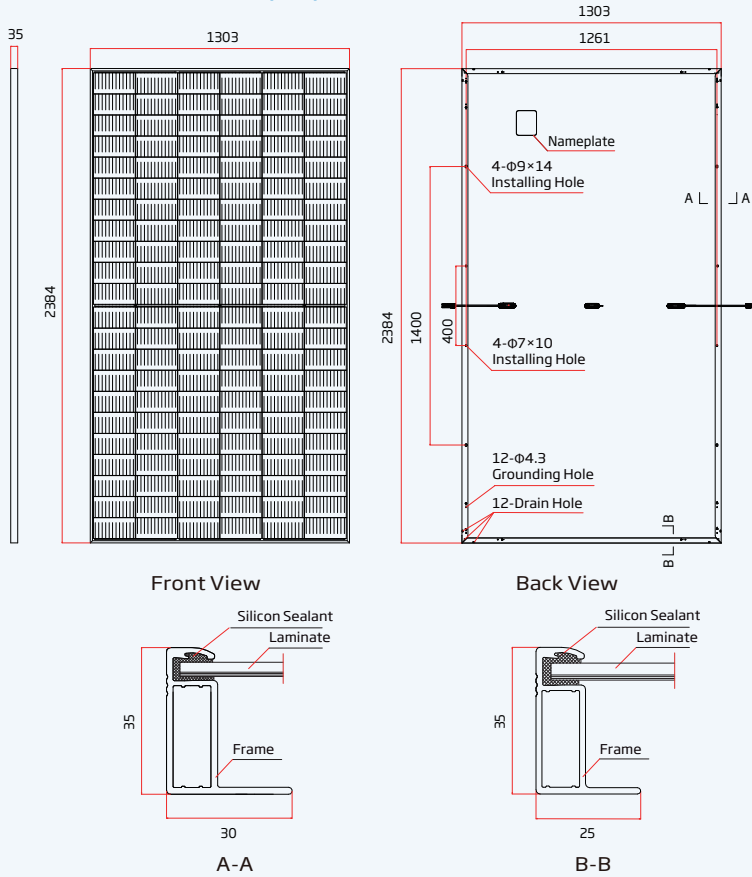 35
1303
2384
Front View
1303
1261
Nameplate
4-Φ9×14
Installing Hole
A
A
2384
1400
400
4-Φ7×10
Installing Hole
12-Φ4.3
Grounding Hole
12-Drain Hole
B
B
Back View
Silicon Sealant
Laminate
35
Frame
30
A-A
Silicon Sealant
Laminate
35
Frame
25
B-B